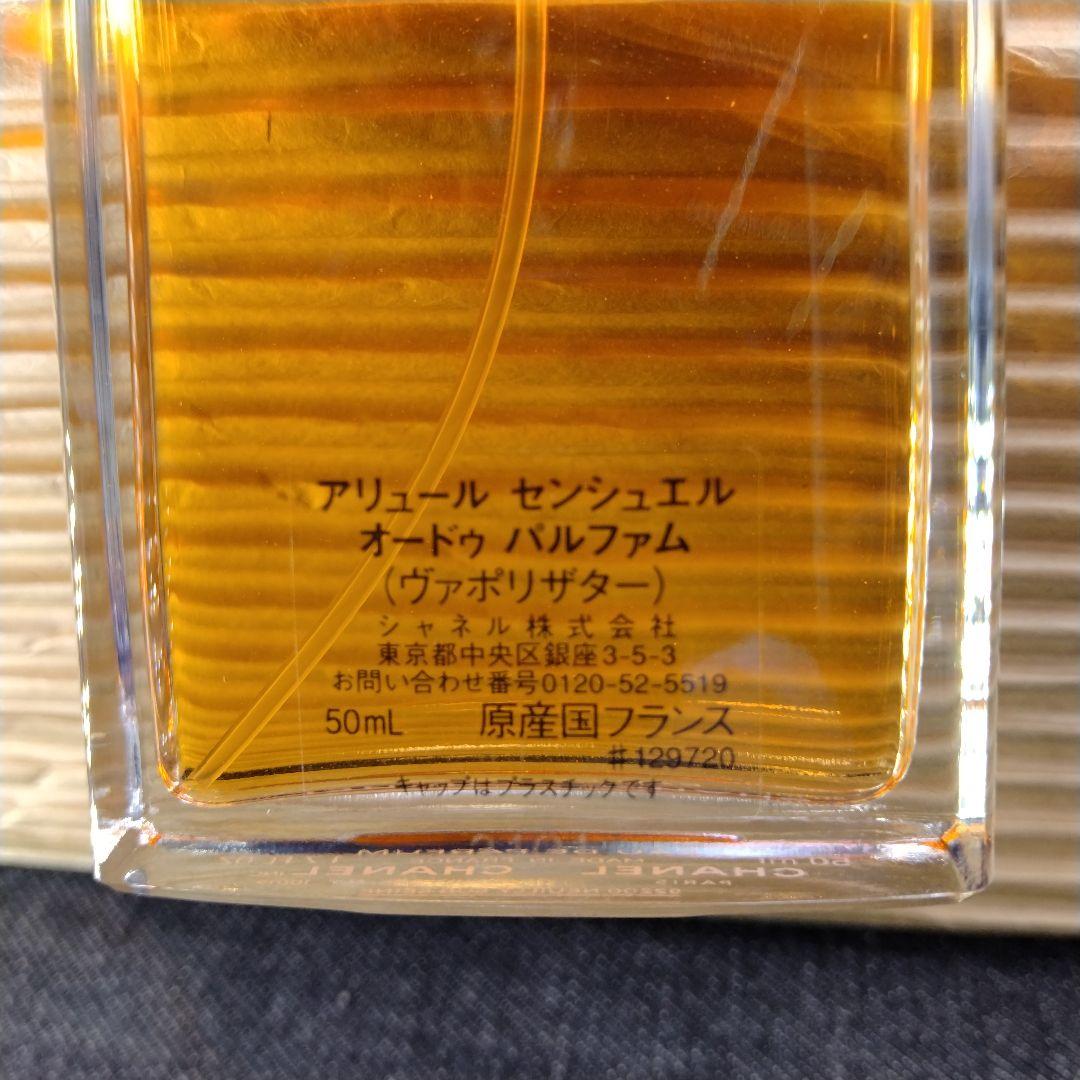 アリュール センシュエル
オードゥ パルファム
(ヴァポリザター)
シャネル株式会社
東京都中央区銀座3-5-3
お問い合わせ番号0120-52-5519
50mL 原産国フランス
#129720
キャップはプラスチックです
CHANEL CHANEL
PARIS